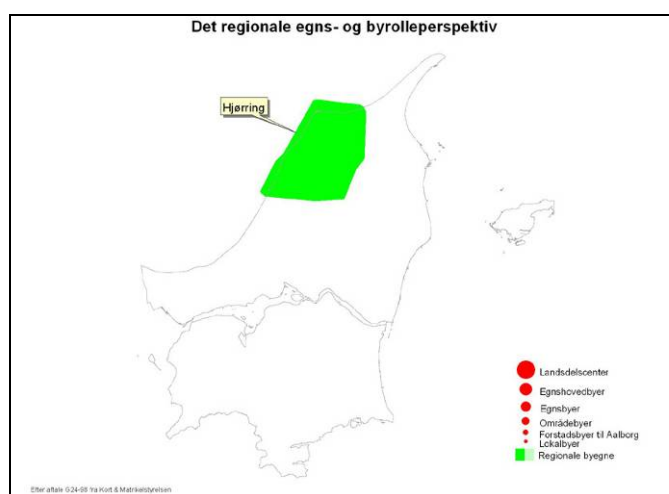 Det regionale egns- og byrolleperspektiv
Hjørring
Landsdelscenter
Egnshovedbyer
Egnsbyer
Områdebyer
Forstadsbyer til Aalborg
Lokalbyer
Regionale byegne
Efter aftale G24-98 fra Kort & Matrikelstyrelsen